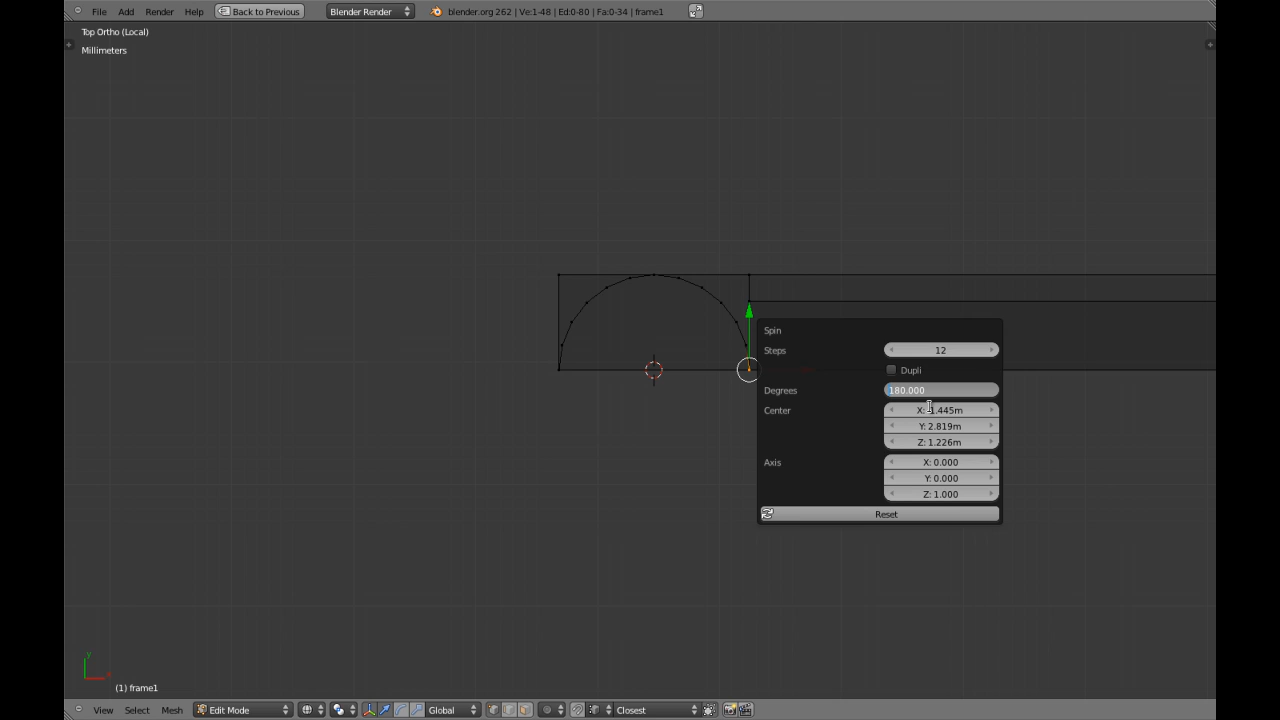 File Add Render Help Back to Previous Blender Render blender.org 262 | Ve:1-48 | Ed:0-80 | Fa:0-34 | frame1
Top Ortho (Local)
Millimeters
Spin
Steps 12
Dupli
Degrees 180.000
Center X: 1.445m
Y: 2.819m
Z: 1.226m
Axis X: 0.000
Y: 0.000
Z: 1.000
Reset
y
x
(1) frame1
View Select Mesh Edit Mode Global Closest